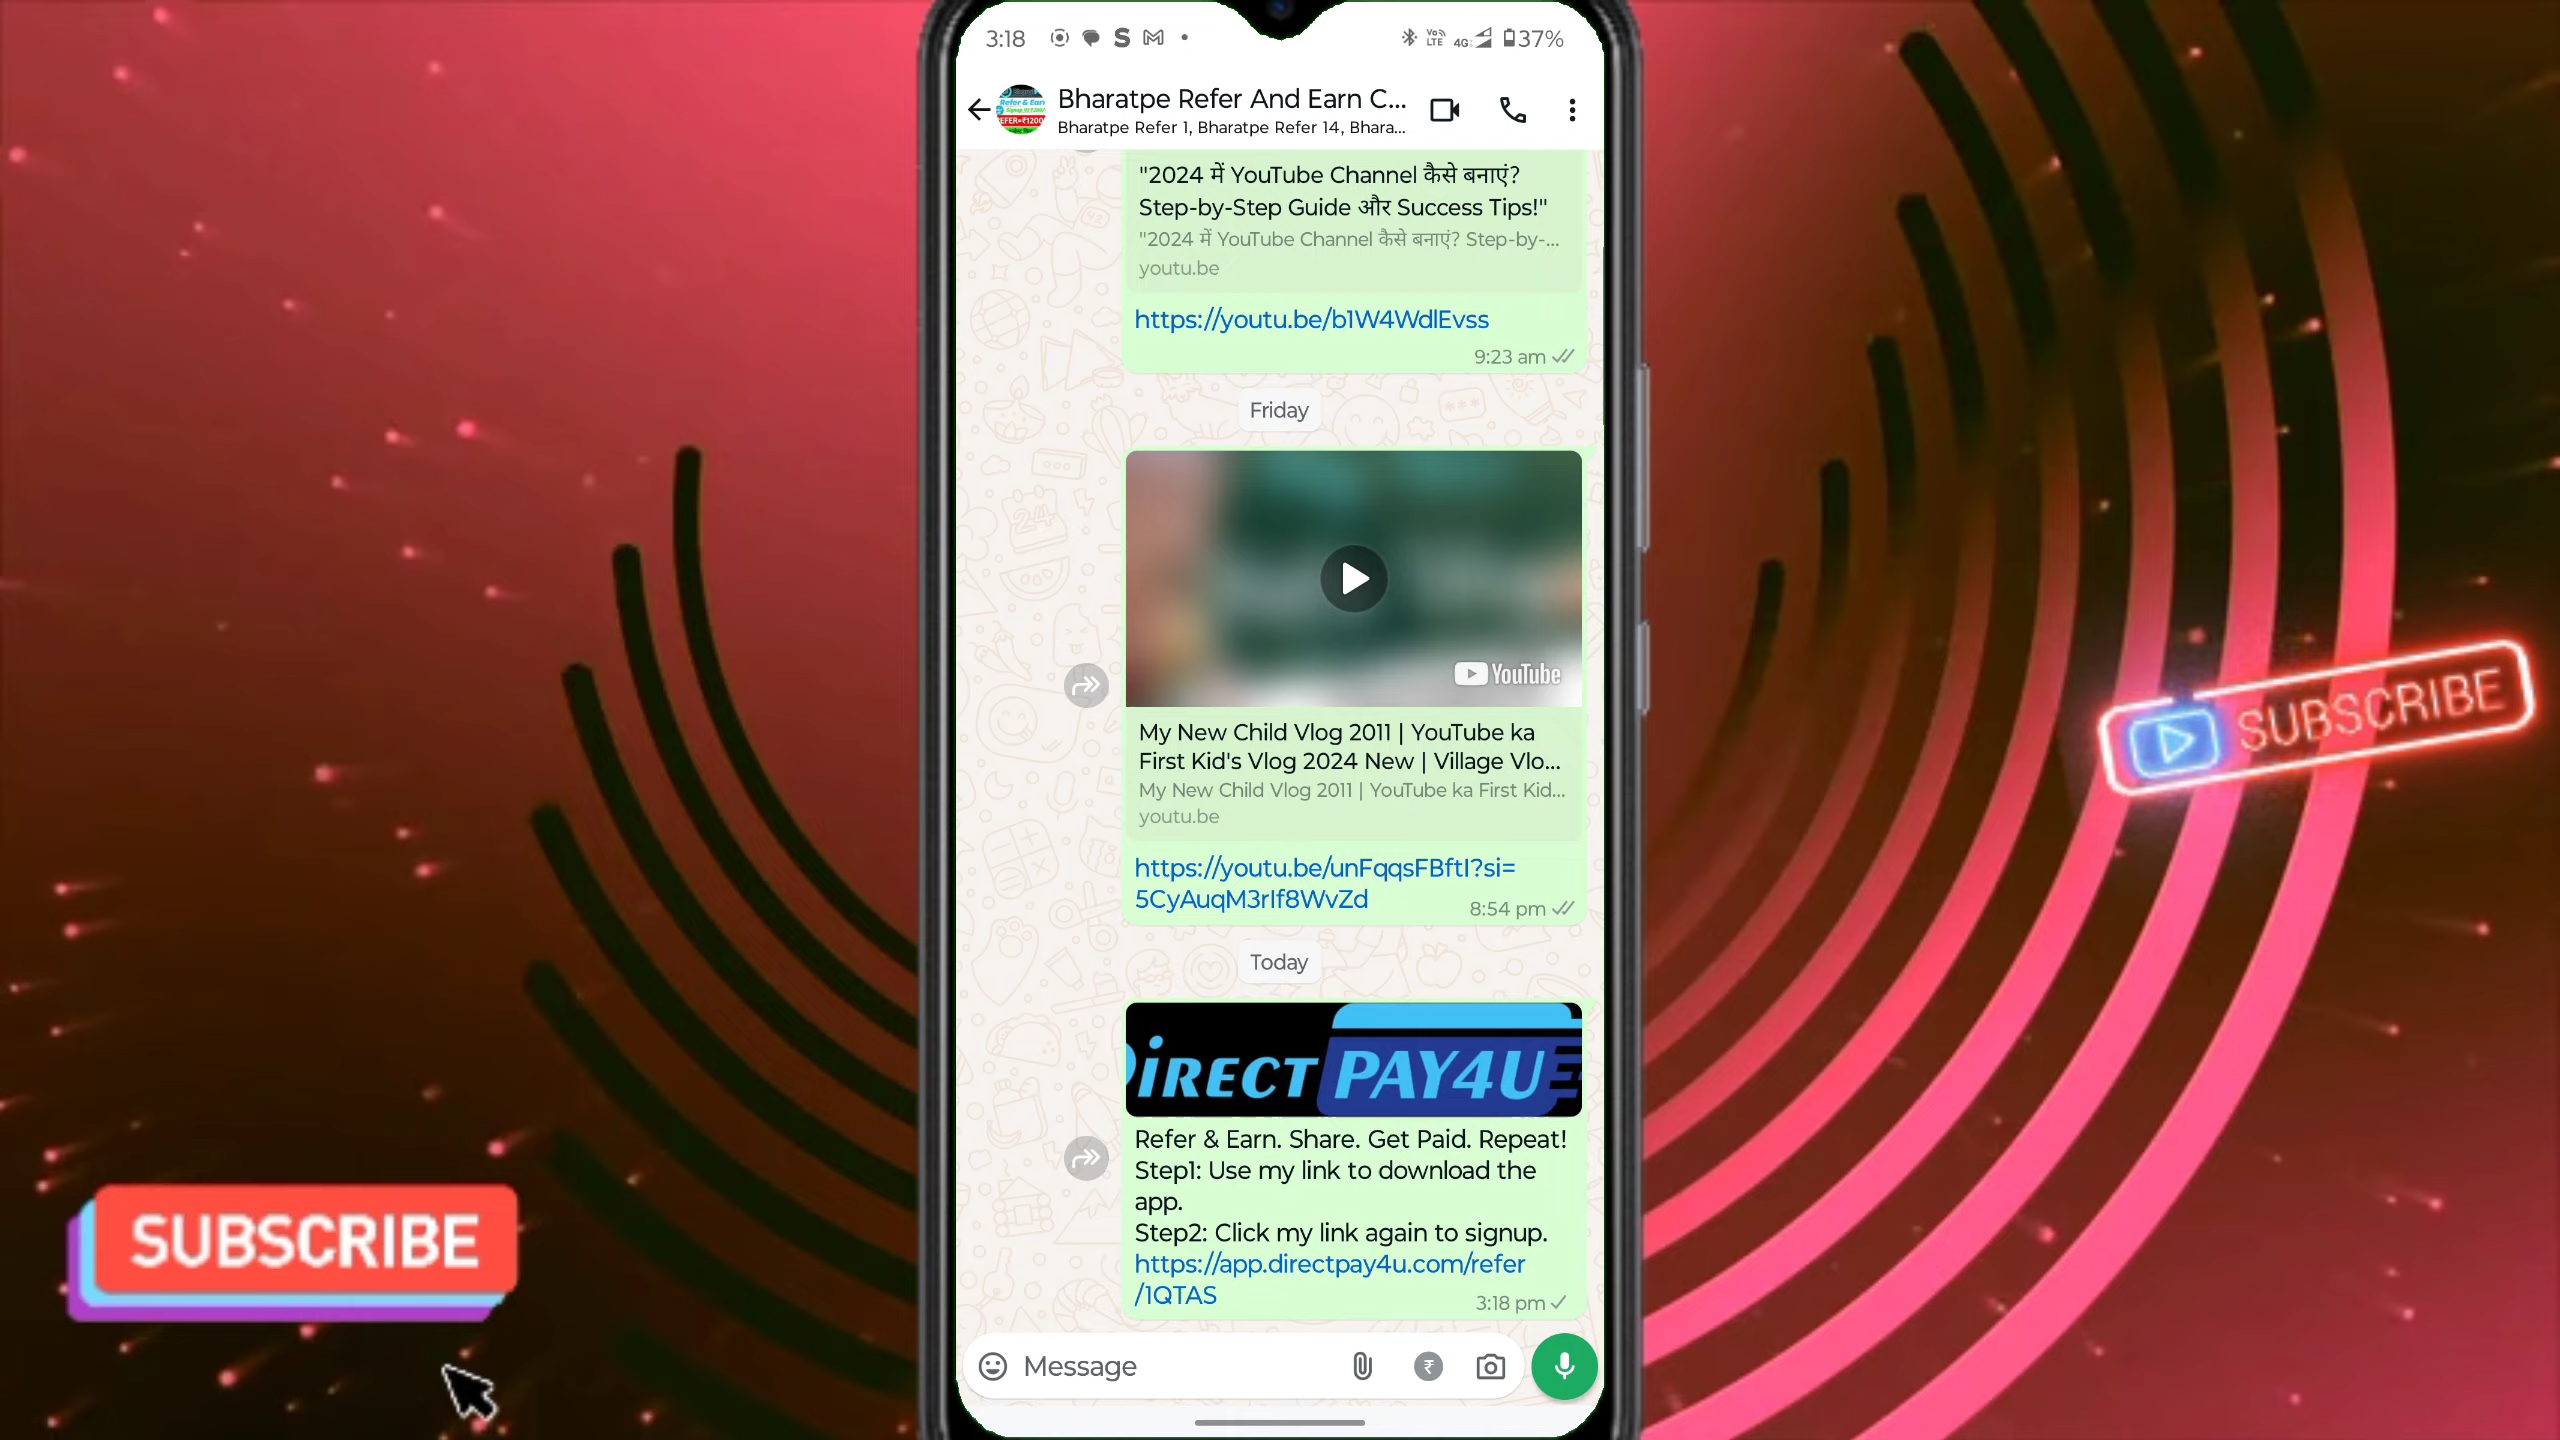 3:18
37%
Bharatpe Refer And Earn C...
Bharatpe Refer 1, Bharatpe Refer 14, Bhara...
"2024 में YouTube Channel कैसे बनाएं?
Step-by-Step Guide और Success Tips!"
"2024 में YouTube Channel कैसे बनाएं? Step-by-...
youtu.be
https://youtu.be/b1W4WdlEvss
9:23 am
Friday
YouTube
My New Child Vlog 2011 | YouTube ka
First Kid's Vlog 2024 New | Village Vlo...
My New Child Vlog 2011 | YouTube ka First Kid...
youtu.be
https://youtu.be/unFqqsFBftI?si=
5CyAuqM3rIf8WvZd
8:54 pm
Today
DIRECT PAY4U
Refer & Earn. Share. Get Paid. Repeat!
Step1: Use my link to download the
app.
Step2: Click my link again to signup.
https://app.directpay4u.com/refer
/1QTAS
3:18 pm
Message
SUBSCRIBE
SUBSCRIBE